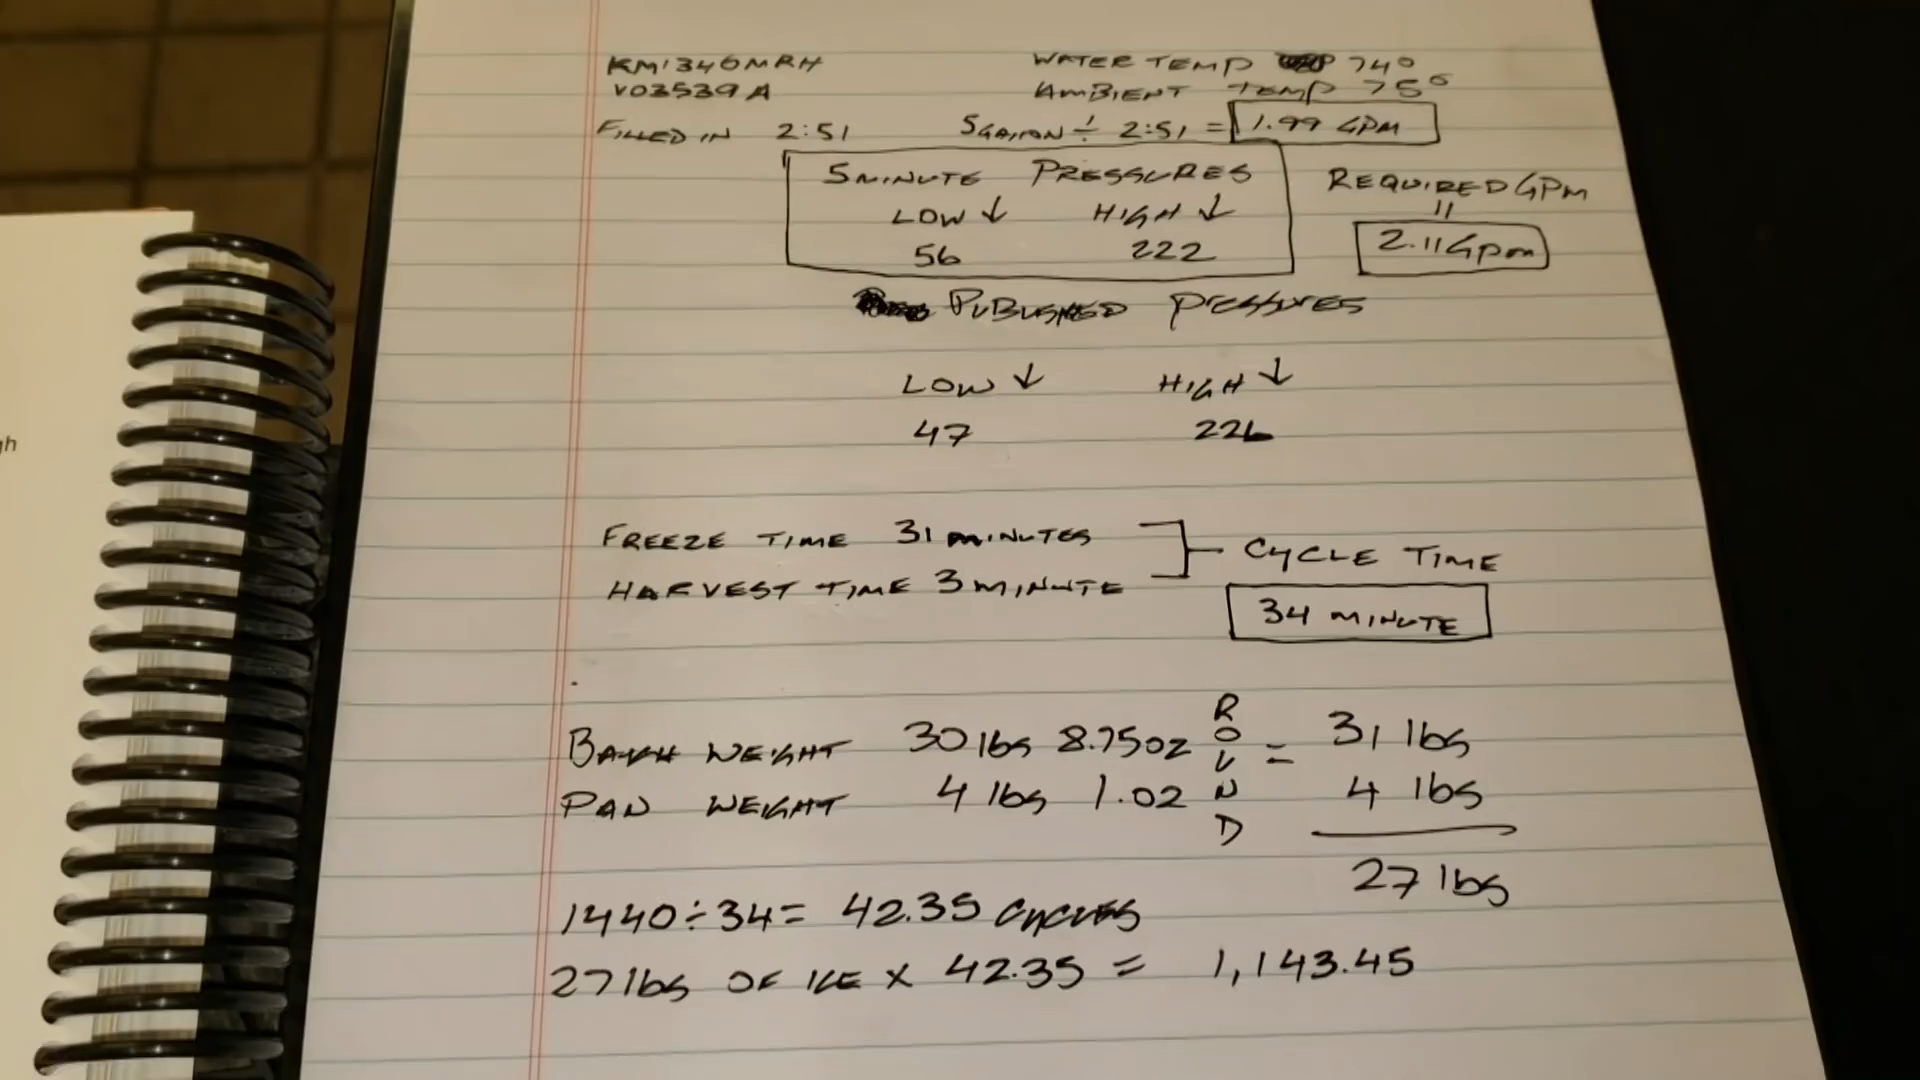 KM1340MRH
WATER TEMP 74°
V03539A
AMBIENT TEMP 75°
FILLED IN 2:51
5 GALLON ÷ 2:51 = 1.99 GPM
5 MINUTE PRESSURES
REQUIRED GPM
LOW ↓ HIGH ↓
=
56 222
2.11 Gpm
PUBLISHED PRESSURES
LOW ↓ HIGH ↓
47 226
gh
FREEZE TIME 31 MINUTES
CYCLE TIME
HARVEST TIME 3 MINUTE
34 MINUTE
BATCH WEIGHT 30 lbs 8.75oz ROUND = 31 lbs
PAN WEIGHT 4 lbs 1.02 4 lbs
27 lbs
1440 ÷ 34 = 42.35 CYCLES
27 lbs OF ICE X 42.35 = 1,143.45